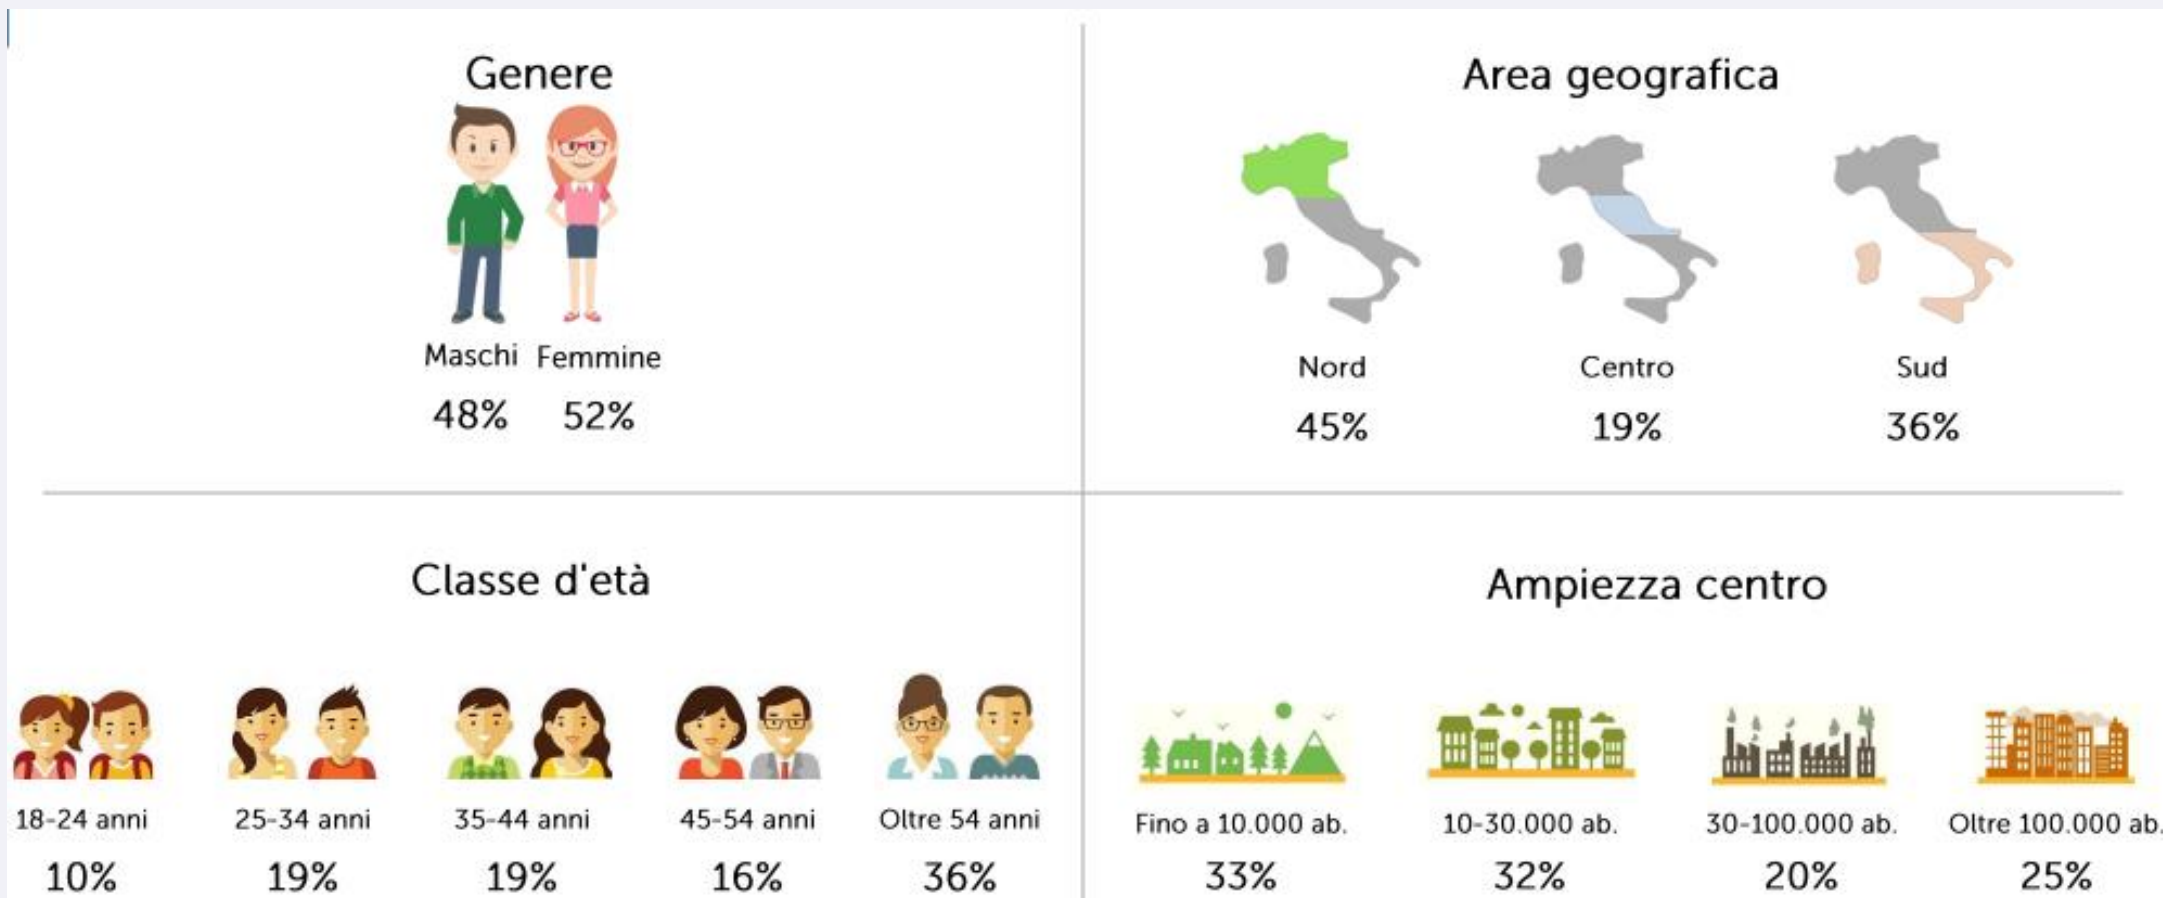 Genere
Maschi Femmine
48% 52%
Area geografica
Nord Centro Sud
45% 19% 36%
Classe d'età
18-24 anni 25-34 anni 35-44 anni 45-54 anni Oltre 54 anni
10% 19% 19% 16% 36%
Ampiezza centro
Fino a 10.000 ab. 10-30.000 ab. 30-100.000 ab. Oltre 100.000 ab.
33% 32% 20% 25%